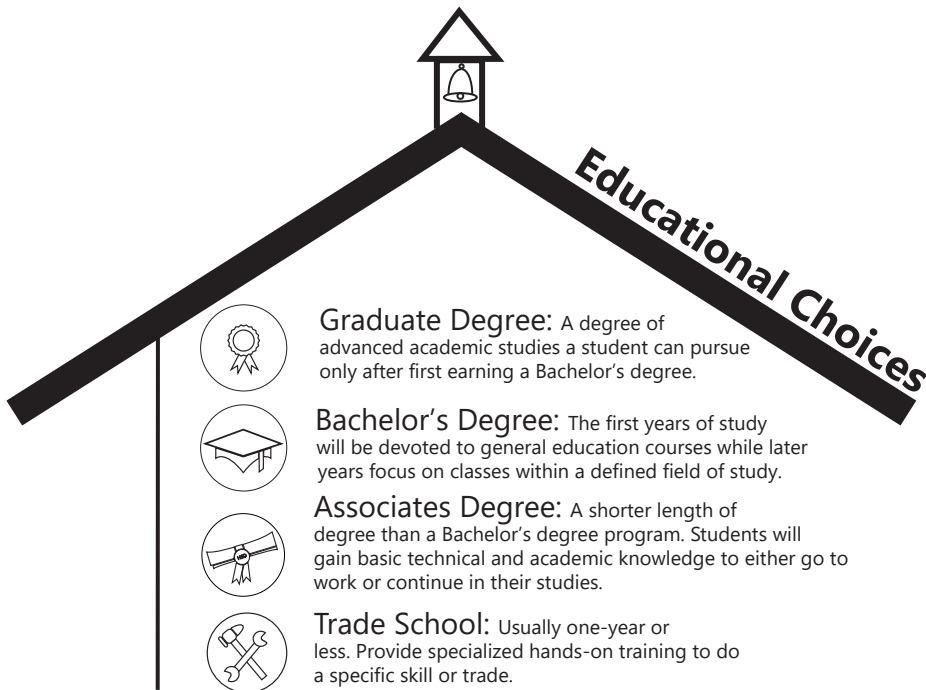 Educational Choices
Graduate Degree: A degree of
advanced academic studies a student can pursue
only after first earning a Bachelor's degree.
Bachelor's Degree: The first years of study
will be devoted to general education courses while later
years focus on classes within a defined field of study.
Associates Degree: A shorter length of
degree than a Bachelor's degree program. Students will
gain basic technical and academic knowledge to either go to
work or continue in their studies.
Trade School: Usually one-year or
less. Provide specialized hands-on training to do
a specific skill or trade.